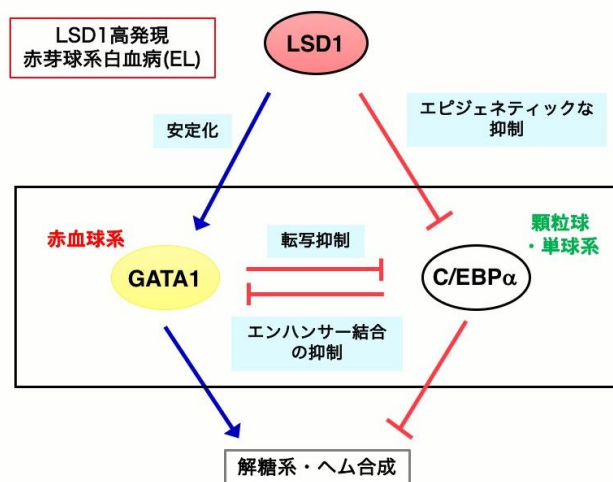 LSD1高発現
赤芽球系白血病(EL)
LSD1
安定化
エピジェネティックな
抑制
赤血球系
転写抑制
顆粒球
・単球系
GATA1
C/EBPα
エンハンサー結合
の抑制
解糖系・ヘム合成